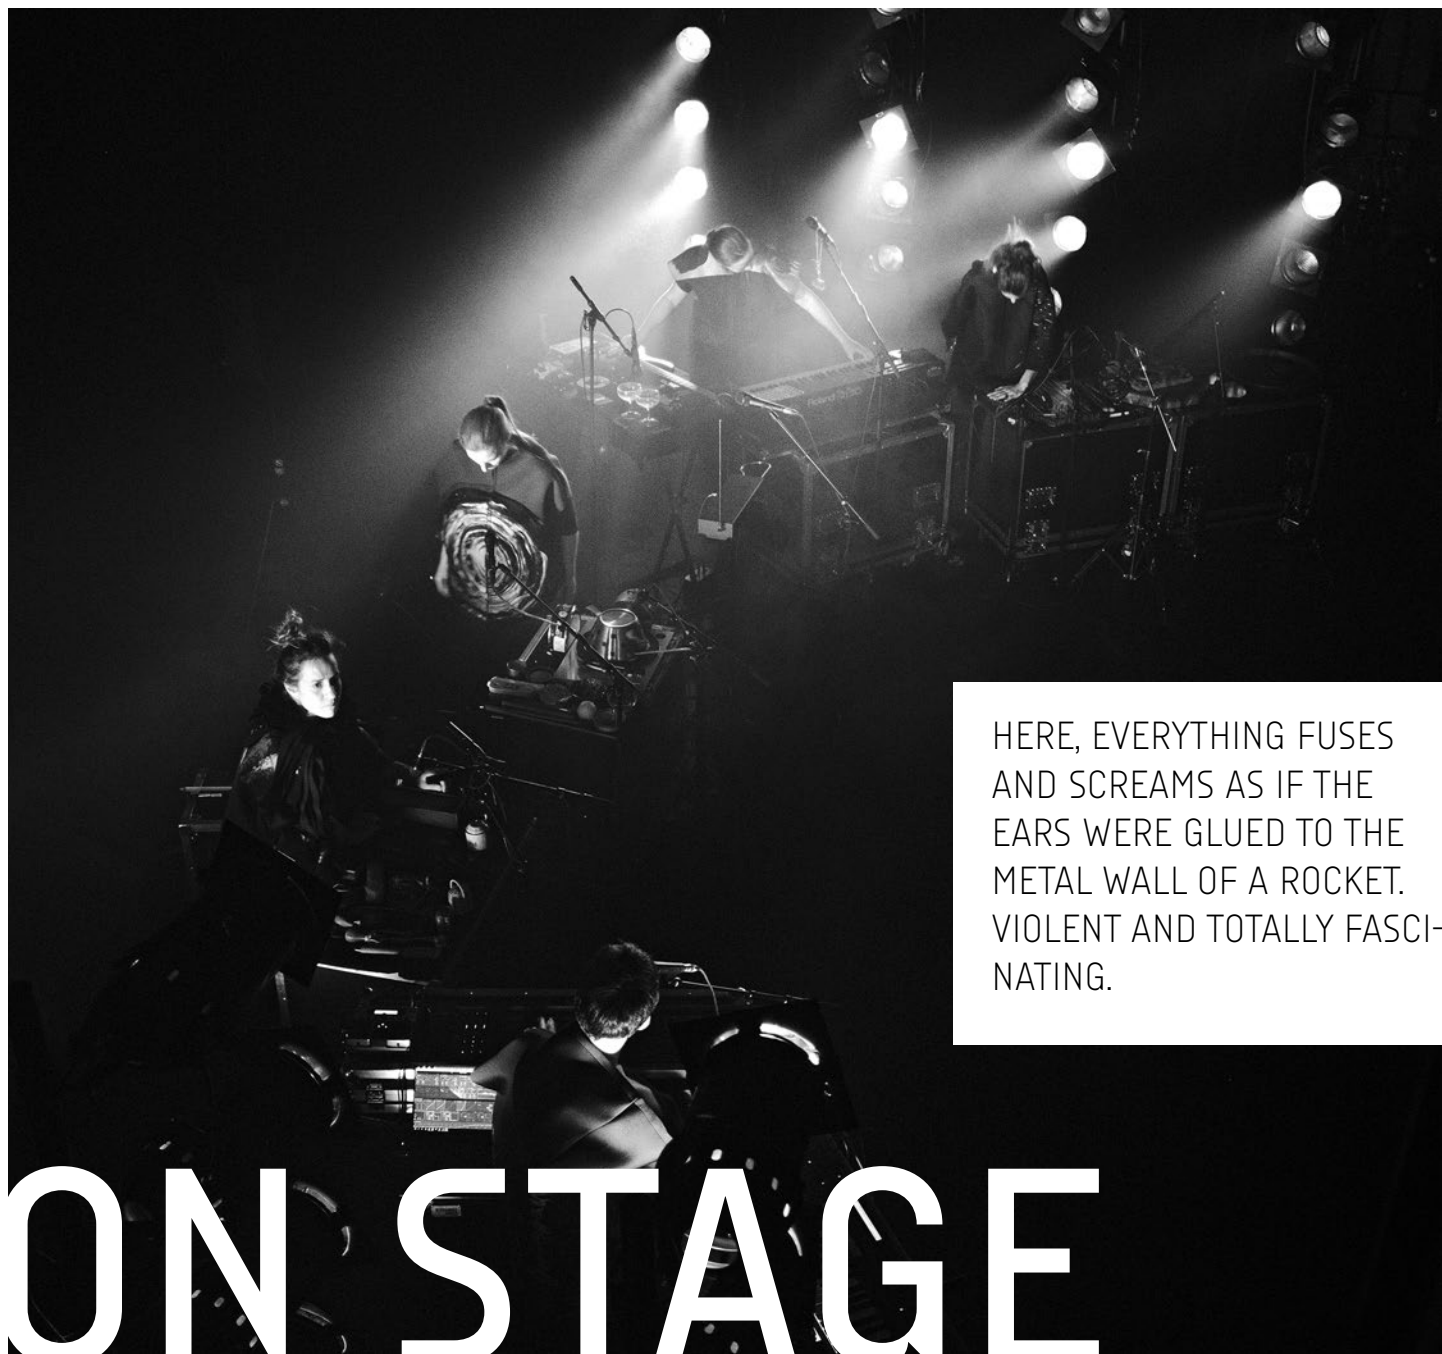 HERE, EVERYTHING FUSES
AND SCREAMS AS IF THE
EARS WERE GLUED TO THE
METAL WALL OF A ROCKET.
VIOLENT AND TOTALLY FASCI-
NATING.
ON STAGE